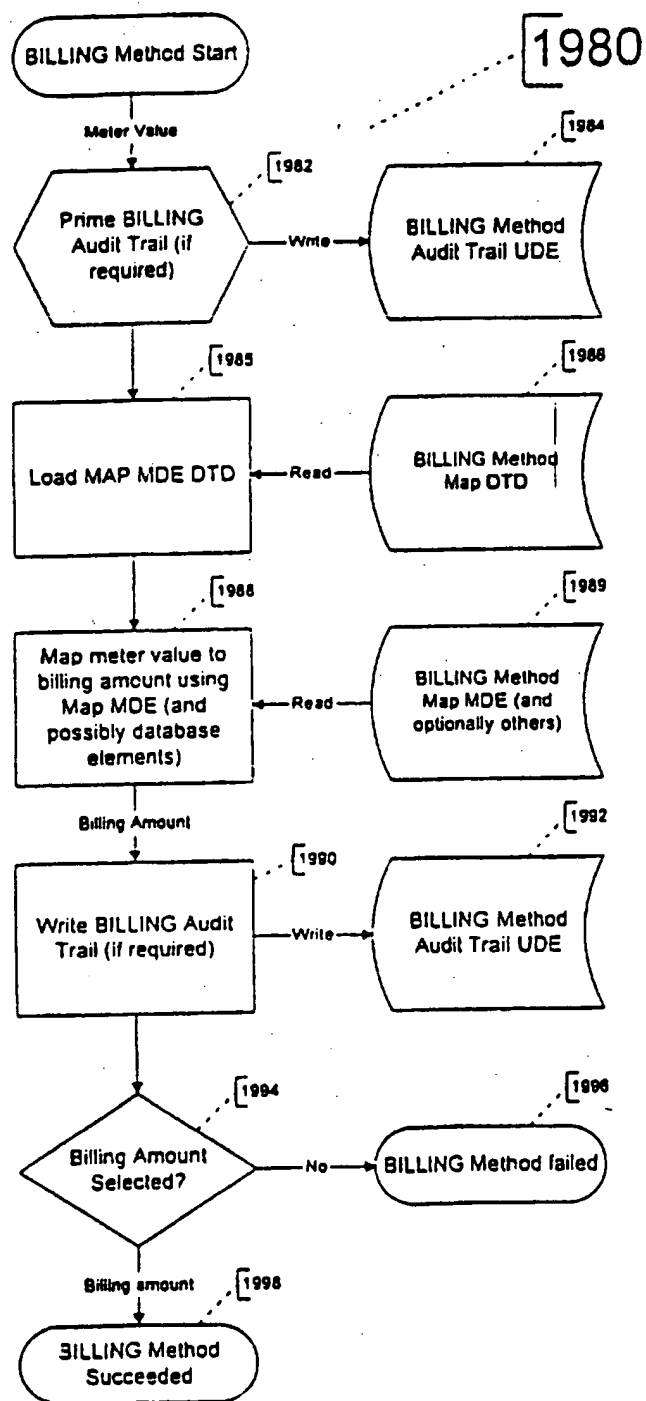 BILLING Method Start
1980
Meter Value
1982
1984
Prime BILLING
Audit Trail (if
required)
Write
BILLING Method
Audit Trail UDE
1985
1986
Load MAP MDE DTD
Read
BILLING Method
Map DTD
1988
1989
Map meter value to
billing amount using
Map MDE (and
possibly database
elements)
Read
BILLING Method
Map MDE (and
optionally others)
Billing Amount
1990
1992
Write BILLING Audit
Trail (if required)
Write
BILLING Method
Audit Trail UDE
1994
1996
Billing Amount
Selected?
No
BILLING Method failed
Billing amount
1998
BILLING Method
Succeeded